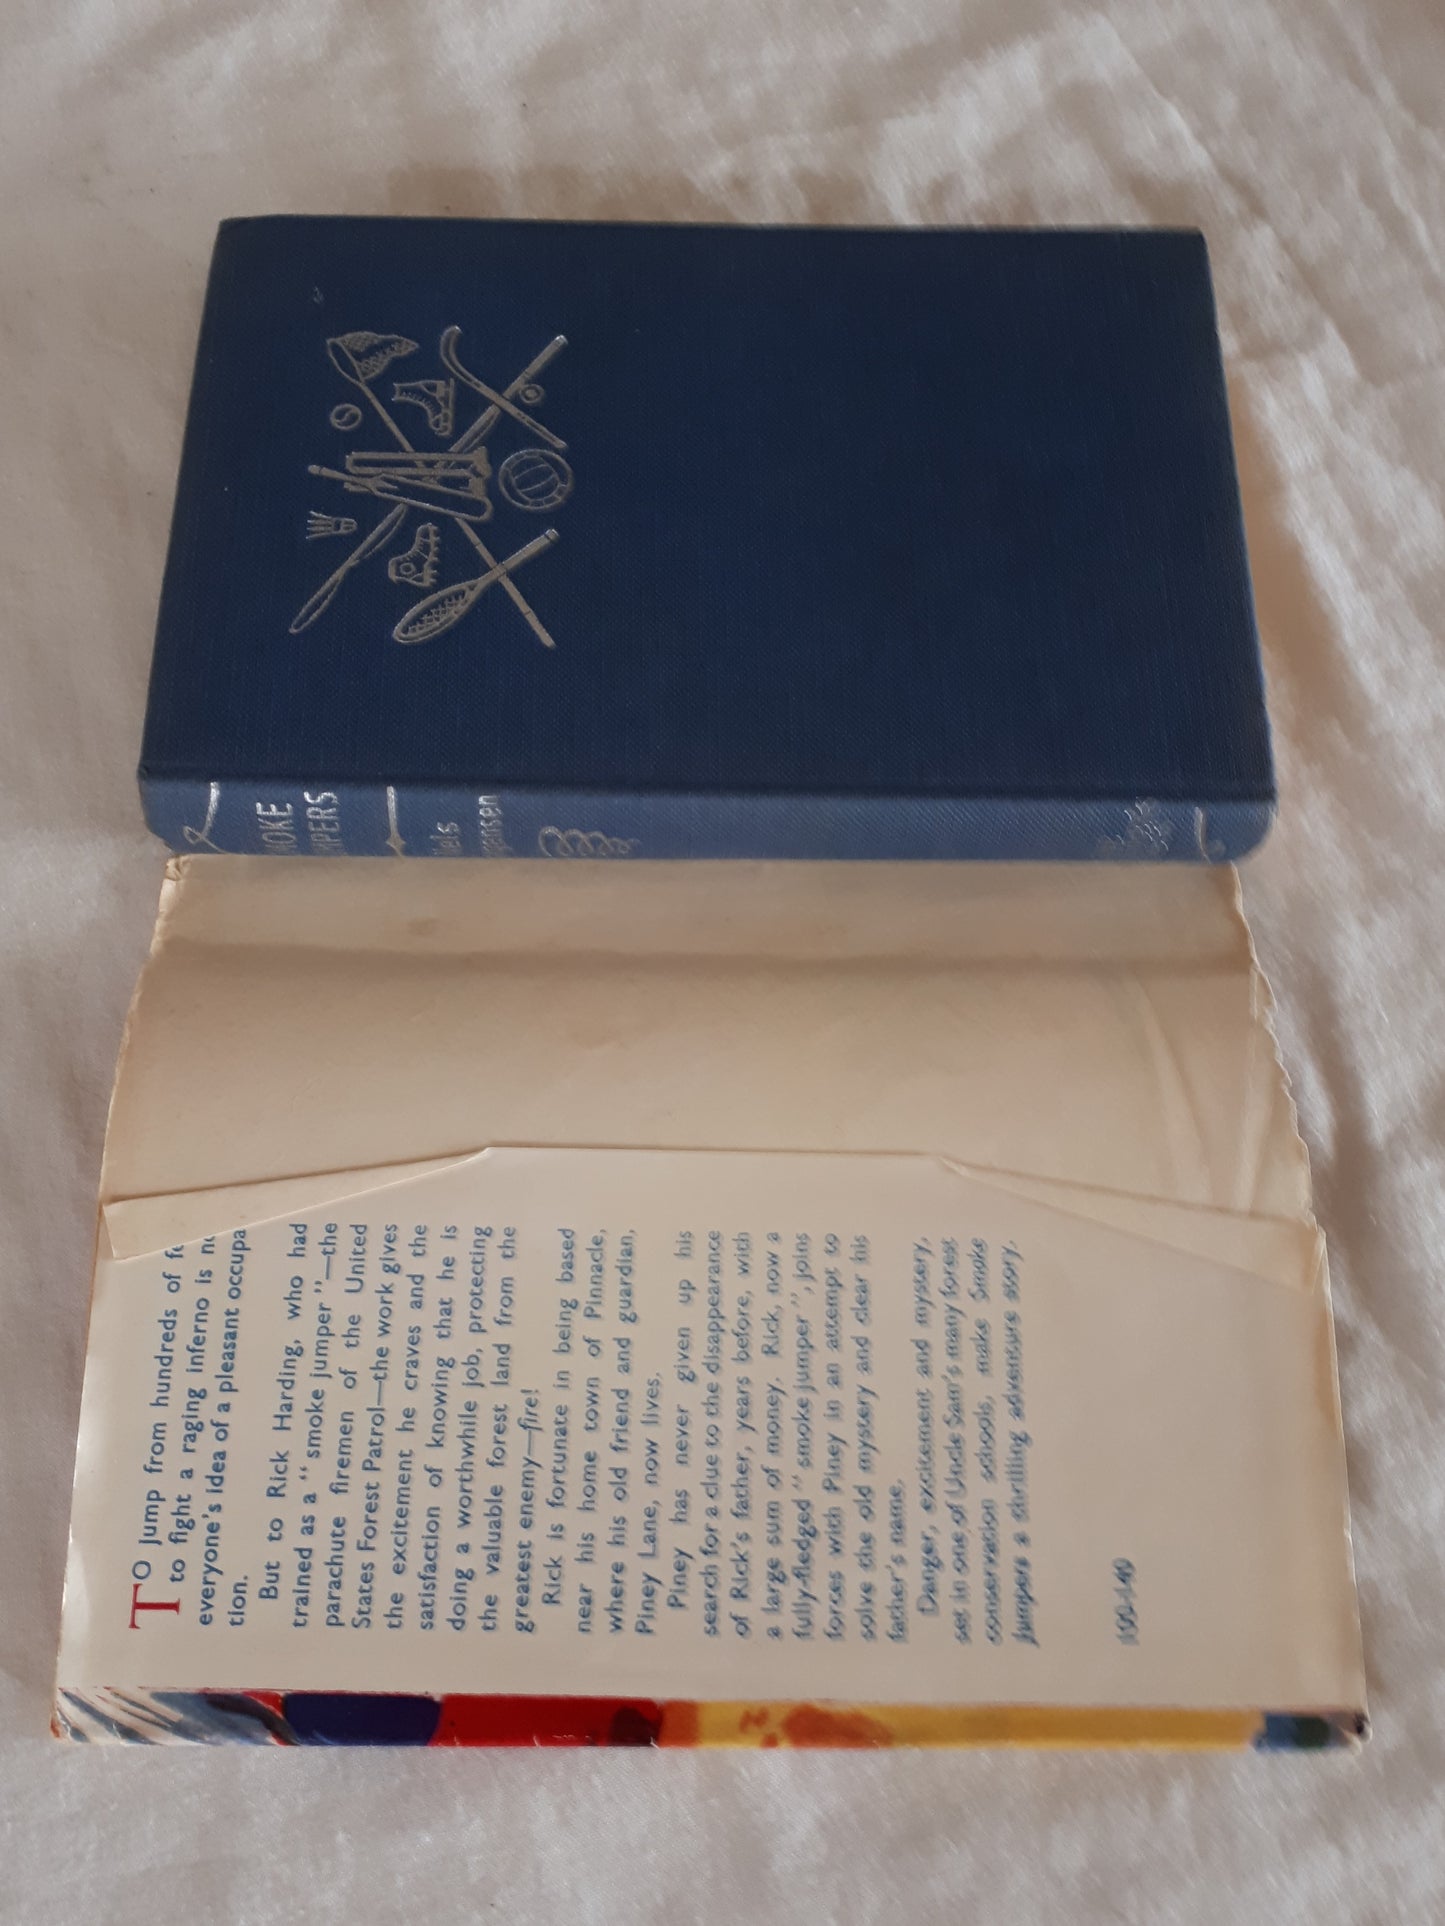 TO jump from hundreds of fe
to fight a raging inferno is no
everyone's idea of a pleasant occupa
tion.
But to Rick Harding, who had
trained as a “ smoke jumper ”—the
parachute firemen of the United
States Forest Patrol—the work gives
the excitement he craves and the
satisfaction of knowing that he is
doing a worthwhile job, protecting
the valuable forest land from the
greatest enemy—fire!
Rick is fortunate in being based
near his home town of Pinnacle,
where his old friend and guardian,
Piney Lane, now lives.
Piney has never given up his
search for a clue to the disappearance
of Rick's father, years before, with
a large sum of money. Rick, now a
fully-fledged “ smoke jumper ”, joins
forces with Piney in an attempt to
solve the old mystery and clear his
father's name.
Danger, excitement and mystery,
set in one of Uncle Sam's many forest
conservation schools, make Smoke
Jumpers a thrilling adventure story.
100-140
MOKE
MPERS
Niels
rgensen